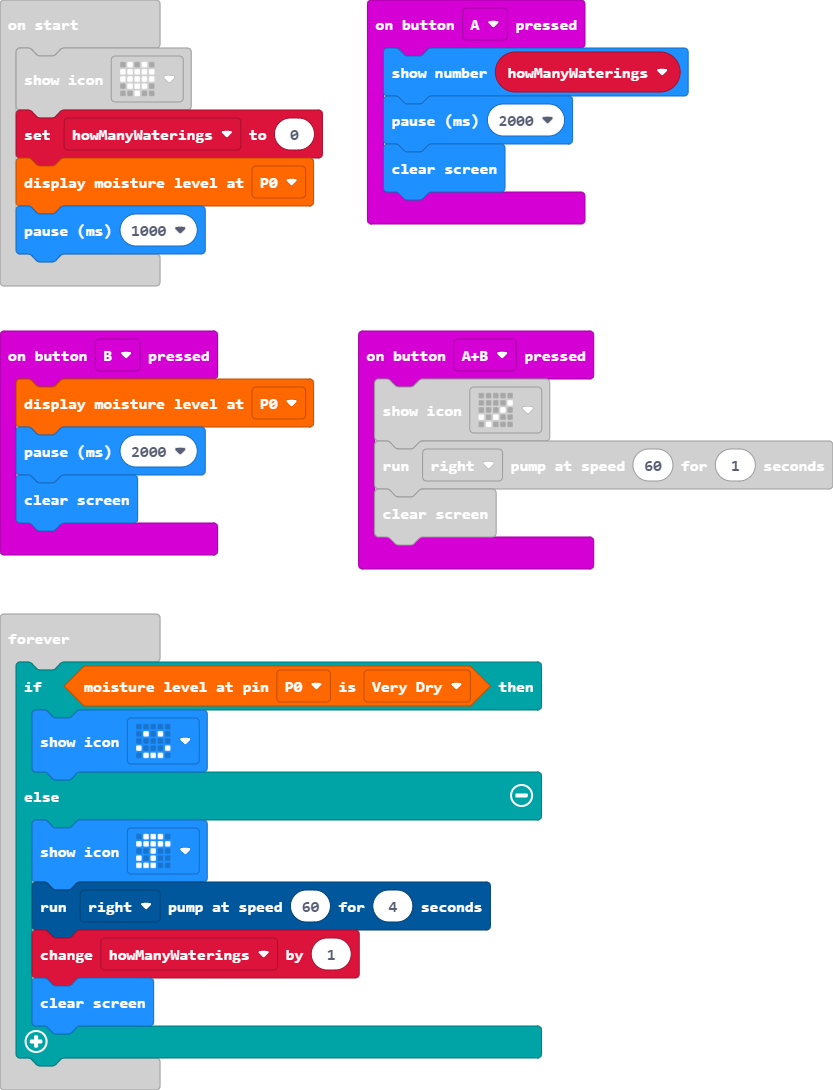 on start
show icon
set howManyWaterings to 0
display moisture level at P0
pause (ms) 1000
on button A pressed
show number howManyWaterings
pause (ms) 2000
clear screen
on button B pressed
display moisture level at P0
pause (ms) 2000
clear screen
on button A+B pressed
show icon
run right pump at speed 60 for 1 seconds
clear screen
forever
if moisture level at pin P0 is Very Dry then
show icon
else
show icon
run right pump at speed 60 for 4 seconds
change howManyWaterings by 1
clear screen